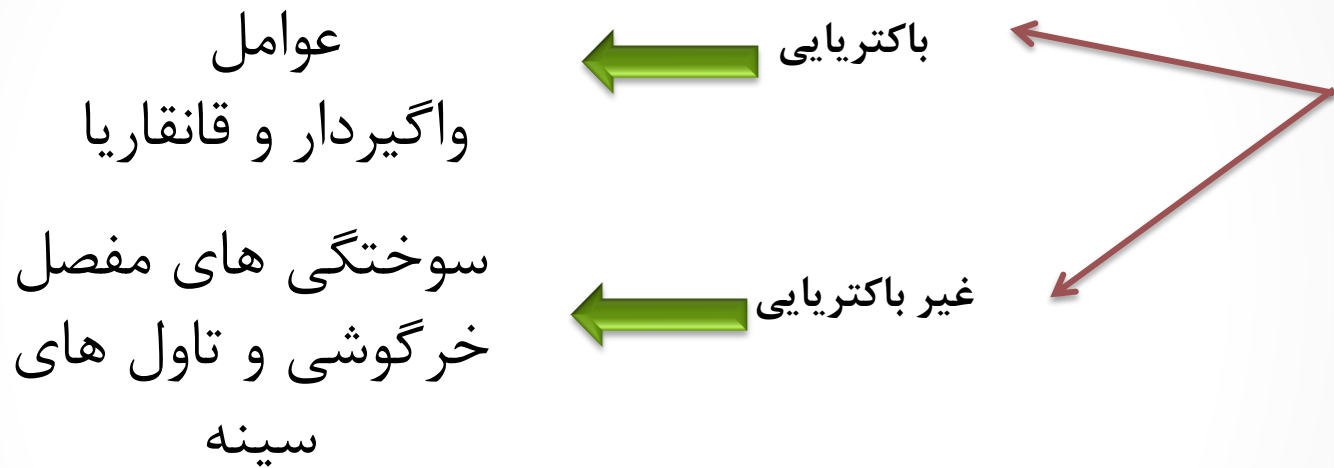 باکتریایی
عوامل
واگیردار و قانقاریا
غیر باکتریایی
سوختگی های مفصل
خرگوشی و تاول های
سینه